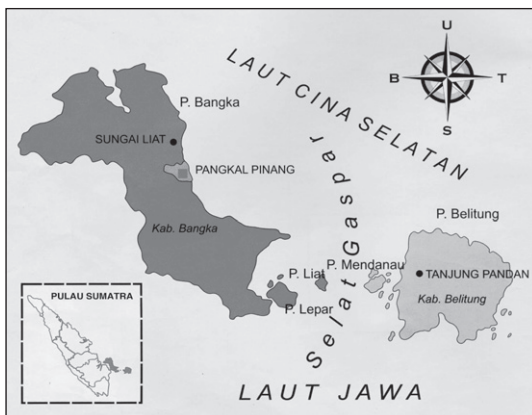 U
B T
S
LAUT CINA SELATAN
P. Bangka
SUNGAI LIAT
PANGKAL PINANG
Selat Gaspar
Kab. Bangka
P. Belitung
P. Liat
P. Mendanau
TANJUNG PANDAN
Kab. Belitung
P. Lepar
PULAU SUMATRA
LAUT JAWA